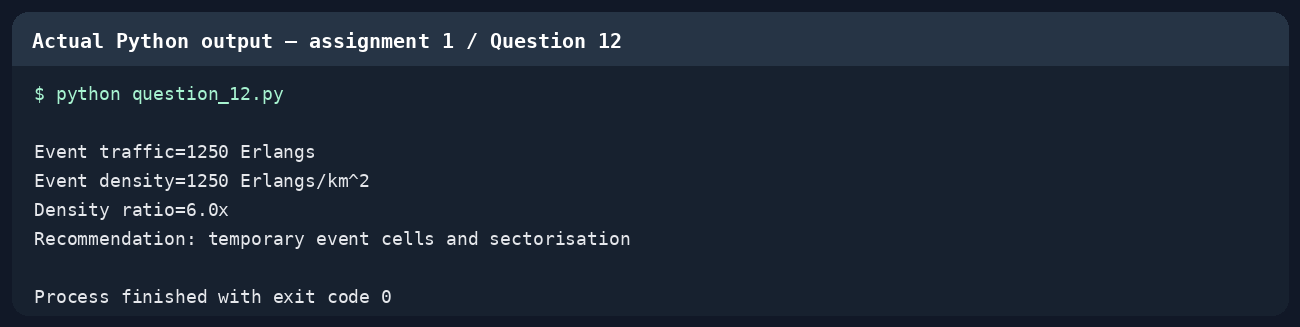 Actual Python output — assignment 1 / Question 12
$ python question_12.py
Event traffic=1250 Erlangs
Event density=1250 Erlangs/km^2
Density ratio=6.0x
Recommendation: temporary event cells and sectorisation
Process finished with exit code 0